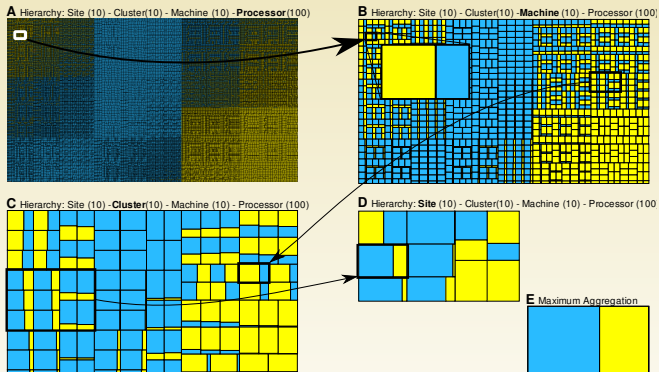 A Hierarchy: Site (10) - Cluster(10) - Machine (10) -Processor(100)
B Hierarchy: Site (10) - Cluster(10) -Machine (10) - Processor (100)
C Hierarchy: Site (10) -Cluster(10) - Machine (10) - Processor (100)
D Hierarchy: Site (10) - Cluster(10) - Machine (10) - Processor (100
E Maximum Aggregation